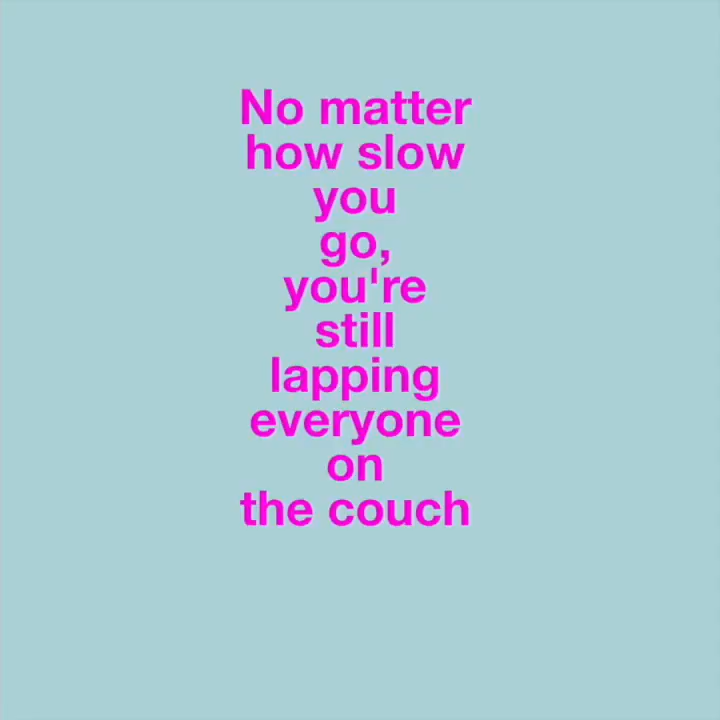 No matter
how slow
you
go,
you're
still
lapping
everyone
on
the couch